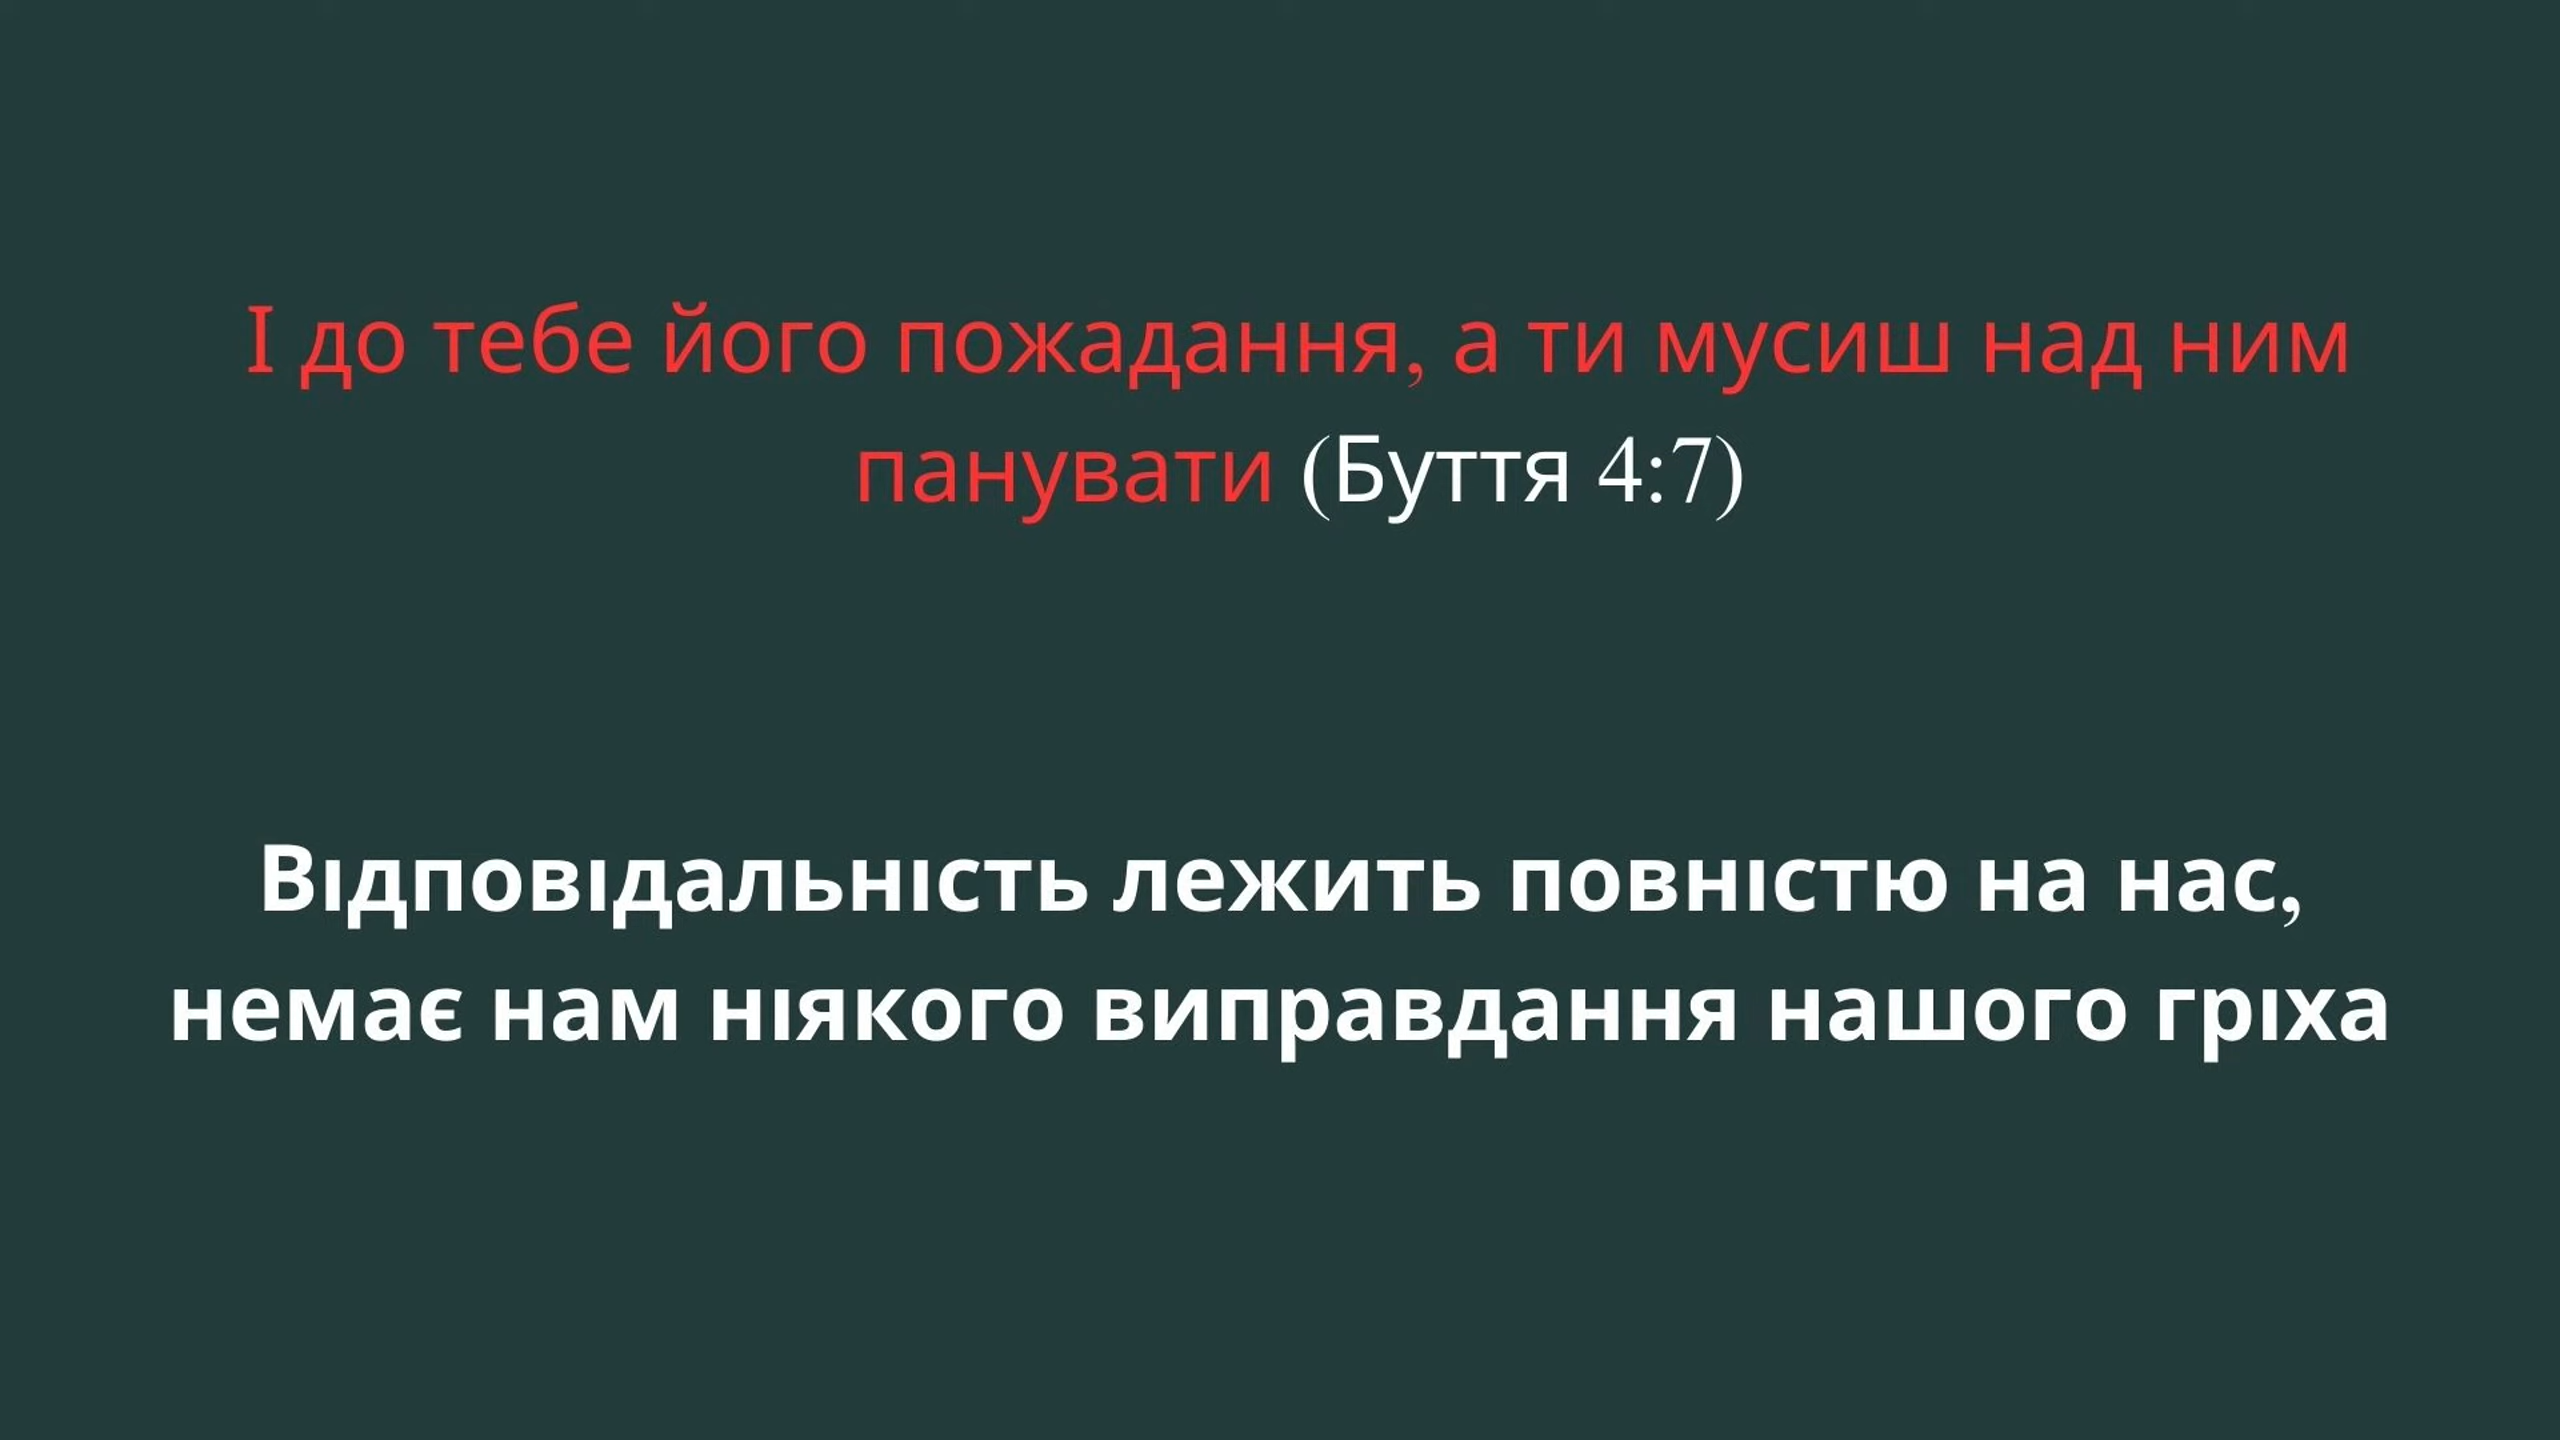 І до тебе його пожадання, а ти мусиш над ним
панувати (Буття 4:7)
Відповідальність лежить повністю на нас,
немає нам ніякого виправдання нашого гріха